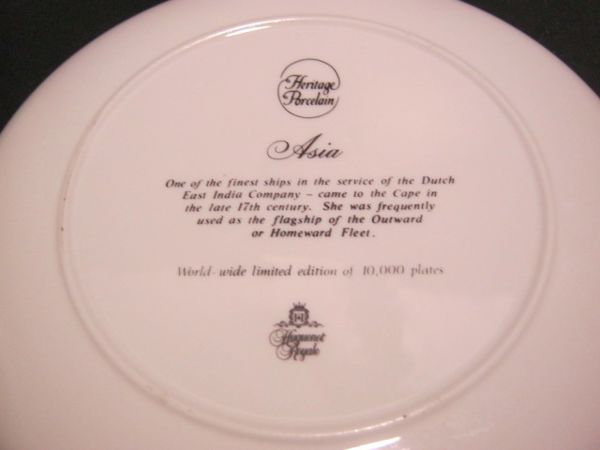 Heritage
Porcelain
Asia
One of the finest ships in the service of the Dutch
East India Company – came to the Cape in
the late 17th century. She was frequently
used as the flagship of the Outward
or Homeward Fleet.
World-wide limited edition of 10,000 plates
Huguenot
Royale